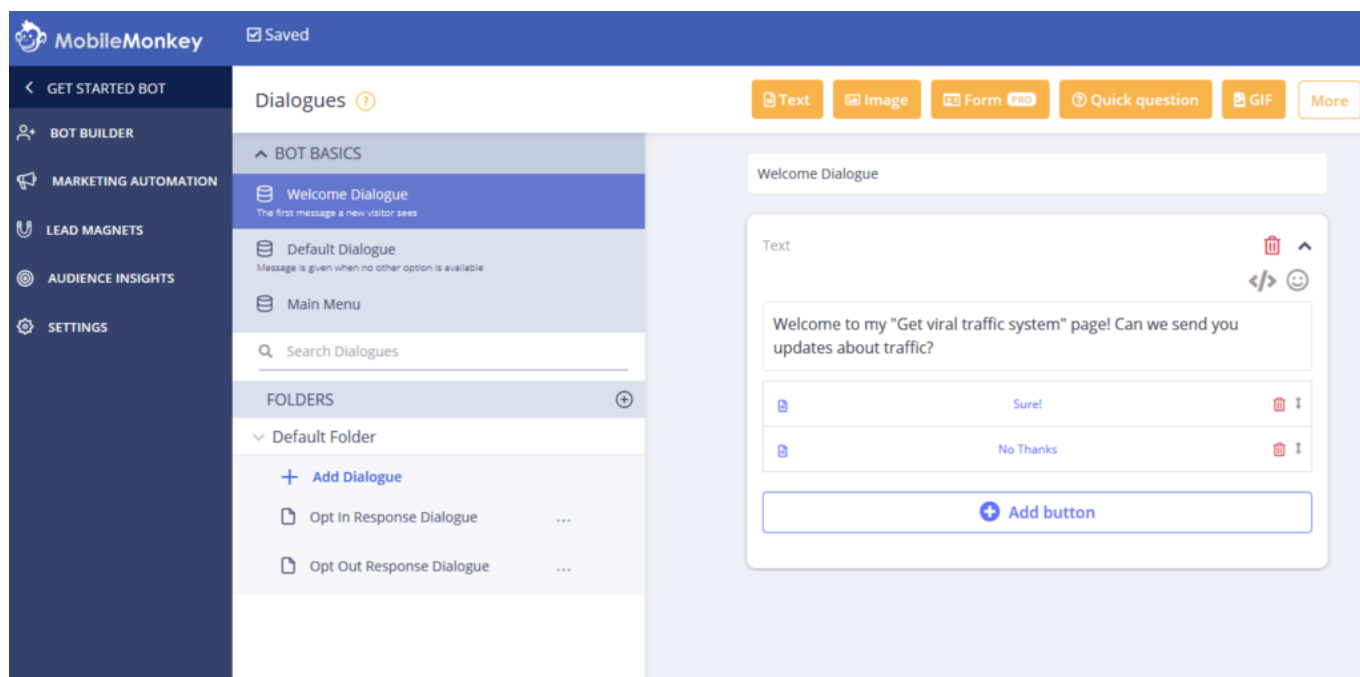 MobileMonkey
Saved
GET STARTED BOT
BOT BUILDER
MARKETING AUTOMATION
LEAD MAGNETS
AUDIENCE INSIGHTS
SETTINGS
Dialogues ?
Text
Image
Form PRO
Quick question
GIF
More
BOT BASICS
Welcome Dialogue
The first message a new visitor sees
Default Dialogue
Message is given when no other option is available
Main Menu
Search Dialogues
FOLDERS
Default Folder
Add Dialogue
Opt In Response Dialogue ...
Opt Out Response Dialogue ...
Welcome Dialogue
Text
</>
Welcome to my "Get viral traffic system" page! Can we send you
updates about traffic?
Sure!
No Thanks
Add button